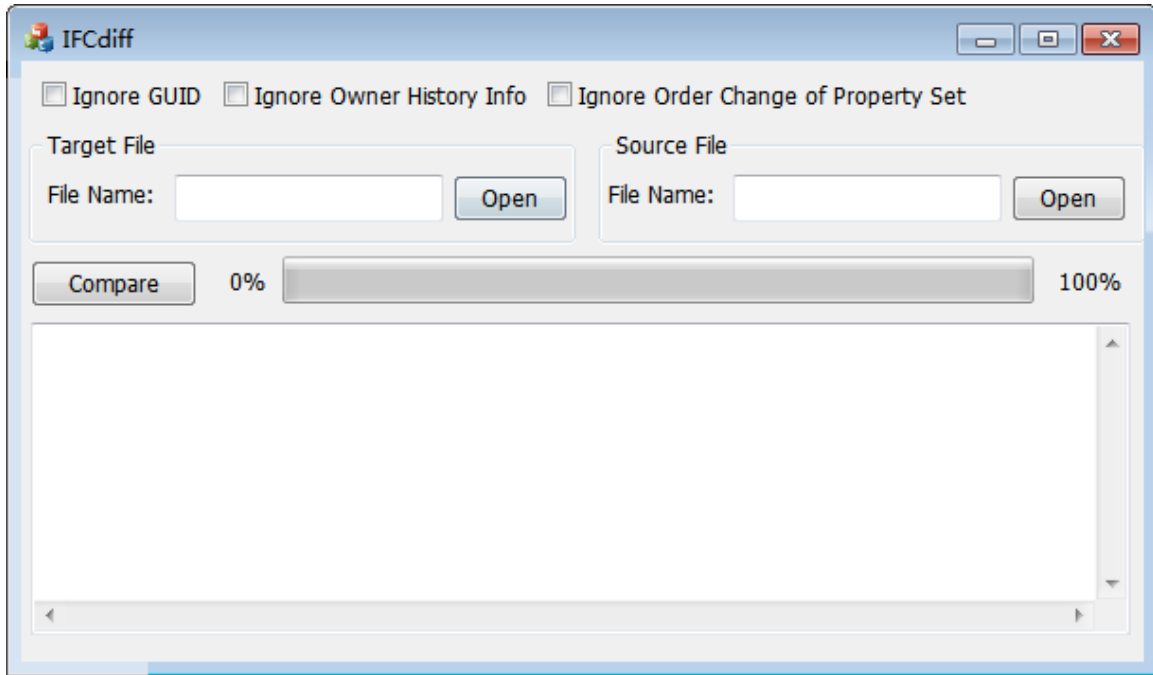 IFCdiff
Ignore GUID Ignore Owner History Info Ignore Order Change of Property Set
Target File Source File
File Name: Open File Name: Open
Compare 0% 100%